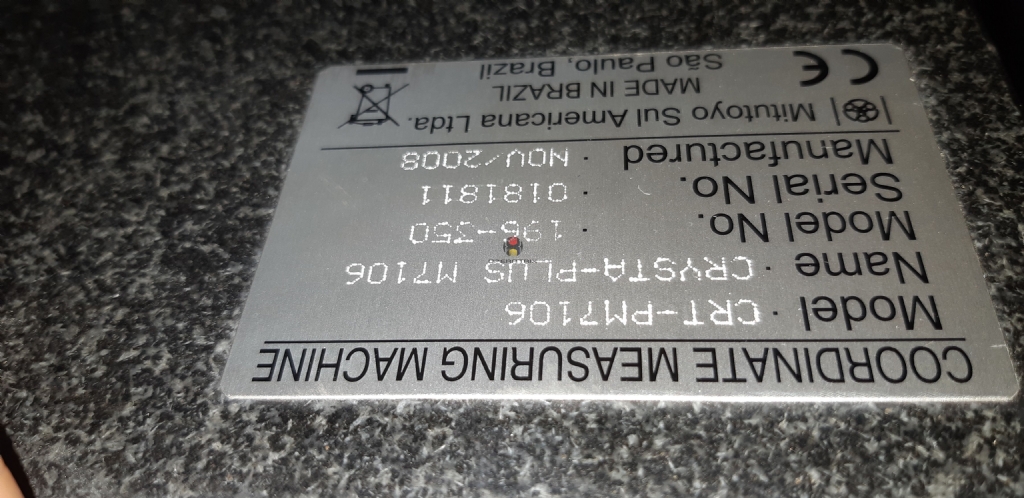 COORDINATE MEASURING MACHINE
Model · CRT-PM7106
Name · CRYSTA-PLUS M7106
Model No. · 196-350
Serial No. · 0181811
Manufactured · NOV/2008
Mitutoyo Sul Americana Ltda.
MADE IN BRAZIL
São Paulo, Brazil
CE